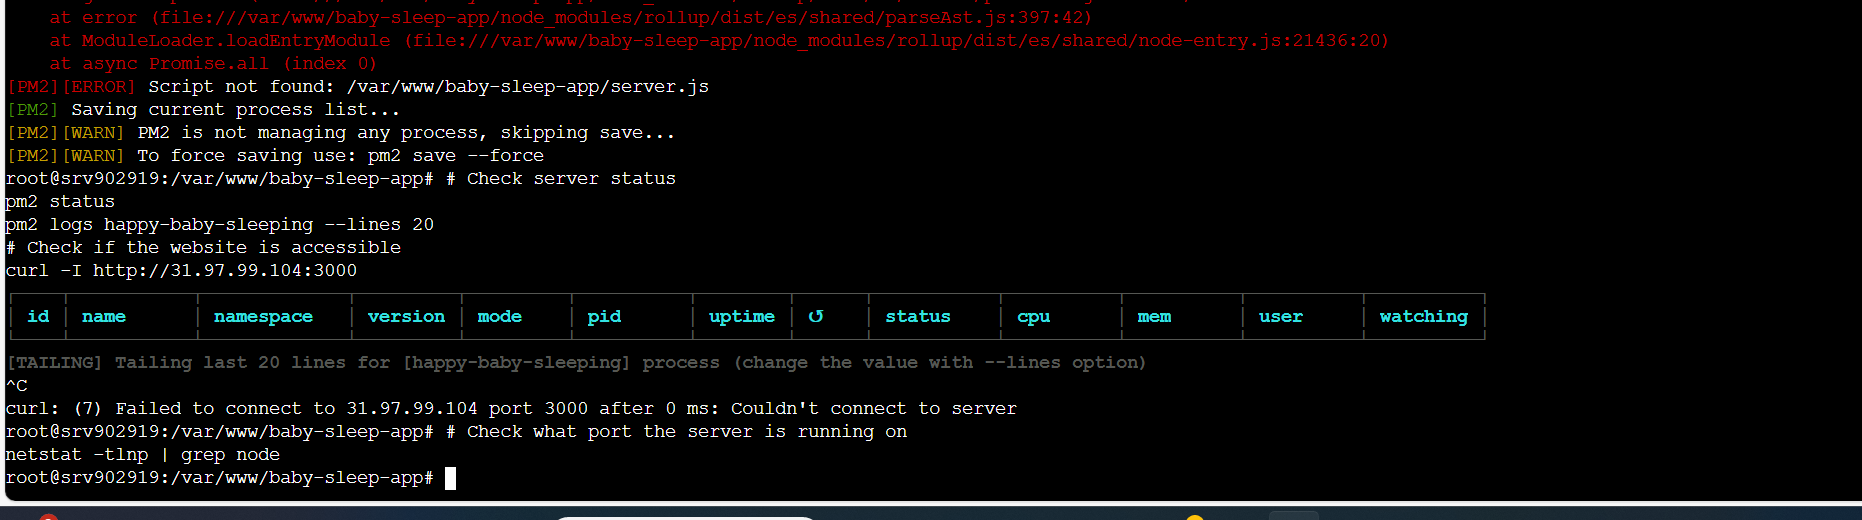 at error (file:///var/www/baby-sleep-app/node_modules/rollup/dist/es/shared/parseAst.js:397:42)
at ModuleLoader.loadEntryModule (file:///var/www/baby-sleep-app/node_modules/rollup/dist/es/shared/node-entry.js:21436:20)
at async Promise.all (index 0)
[PM2][ERROR] Script not found: /var/www/baby-sleep-app/server.js
[PM2] Saving current process list...
[PM2][WARN] PM2 is not managing any process, skipping save...
[PM2][WARN] To force saving use: pm2 save --force
root@srv902919:/var/www/baby-sleep-app# # Check server status
pm2 status
pm2 logs happy-baby-sleeping --lines 20
# Check if the website is accessible
curl -I http://31.97.99.104:3000
id name namespace version mode pid uptime ↺ status cpu mem user watching
[TAILING] Tailing last 20 lines for [happy-baby-sleeping] process (change the value with --lines option)
^C
curl: (7) Failed to connect to 31.97.99.104 port 3000 after 0 ms: Couldn't connect to server
root@srv902919:/var/www/baby-sleep-app# # Check what port the server is running on
netstat -tlnp | grep node
root@srv902919:/var/www/baby-sleep-app#